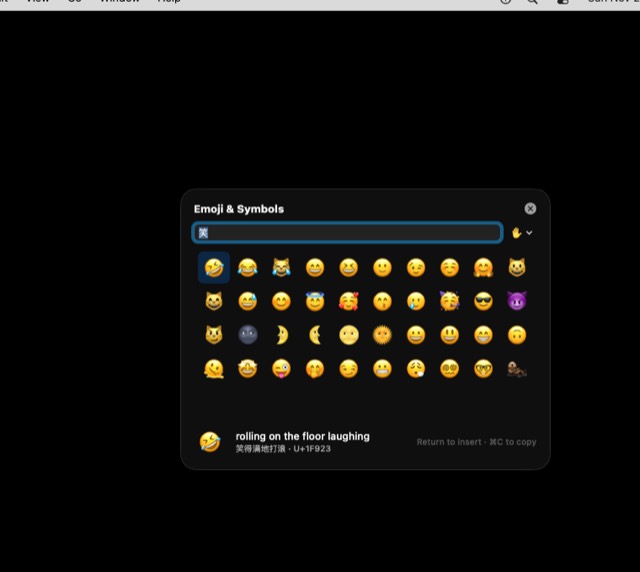 View Go Window Help
Emoji & Symbols
笑
rolling on the floor laughing
笑得满地打滚 · U+1F923
Return to insert · ⌘C to copy